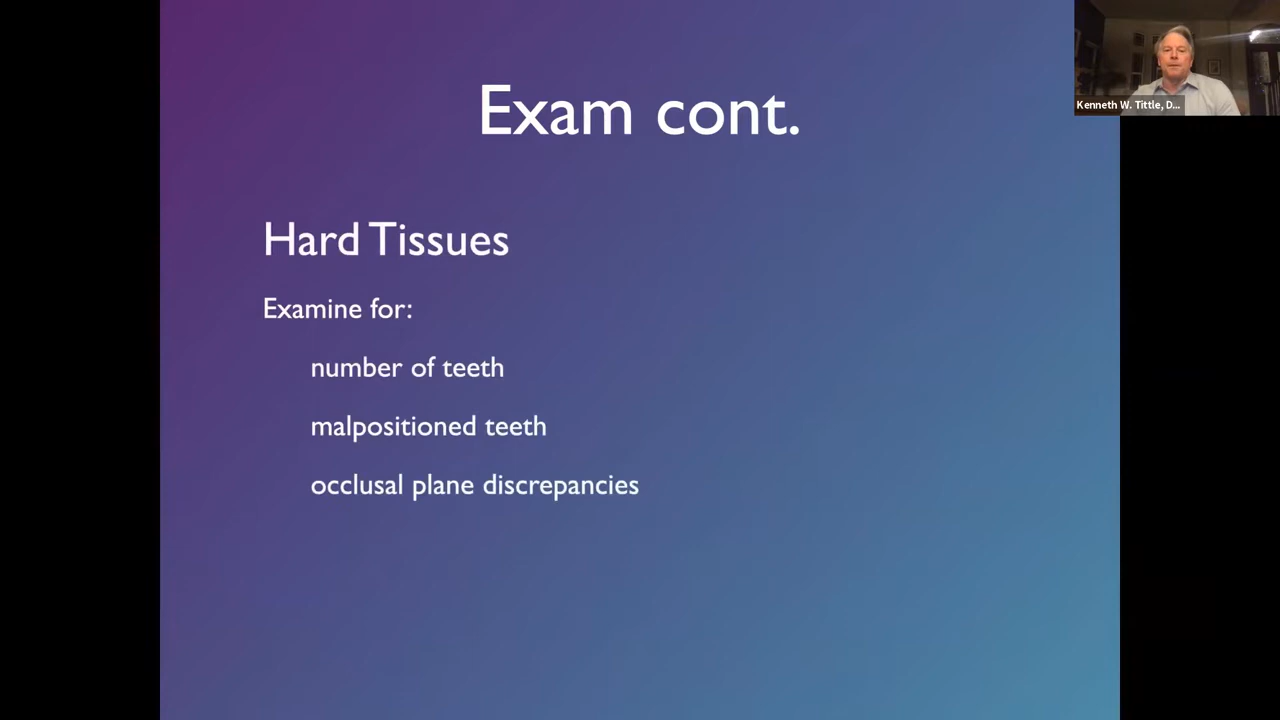 Exam cont.
Kenneth W. Tittle, D...
Hard Tissues
Examine for:
number of teeth
malpositioned teeth
occlusal plane discrepancies